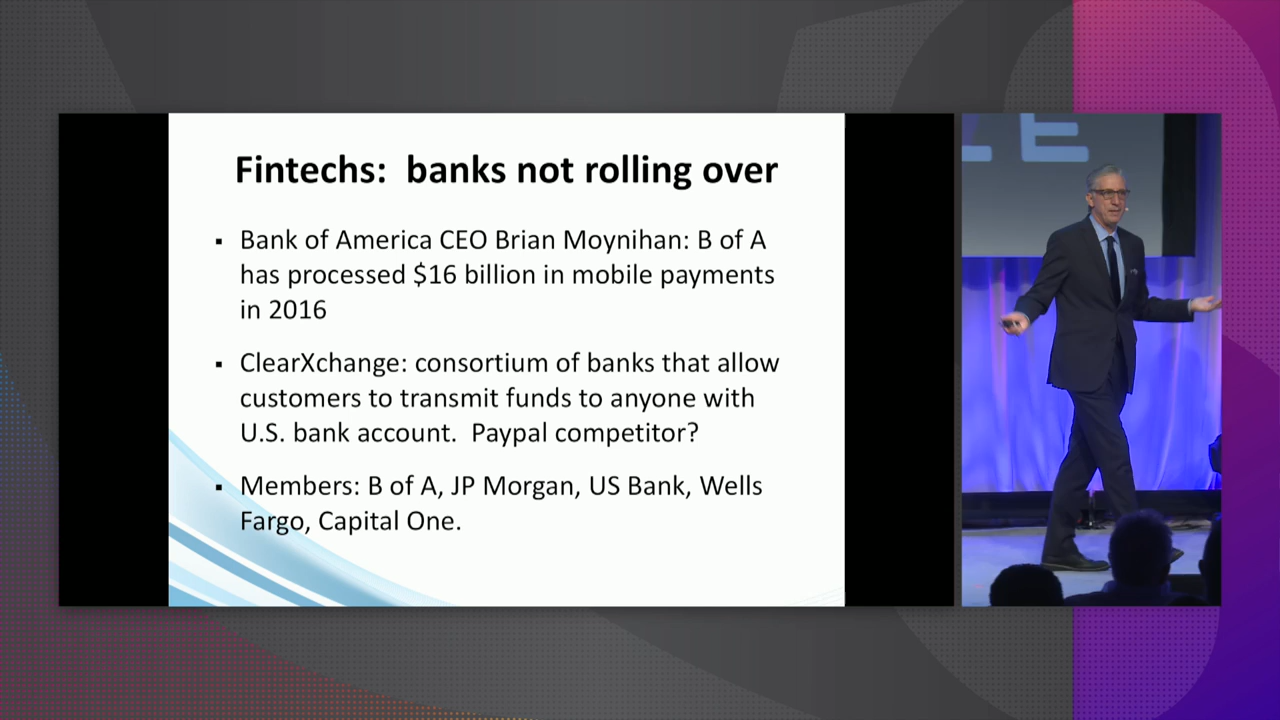 Fintechs:  banks not rolling over
▪ Bank of America CEO Brian Moynihan: B of A
has processed $16 billion in mobile payments
in 2016
▪ ClearXchange: consortium of banks that allow
customers to transmit funds to anyone with
U.S. bank account.  Paypal competitor?
▪ Members: B of A, JP Morgan, US Bank, Wells
Fargo, Capital One.